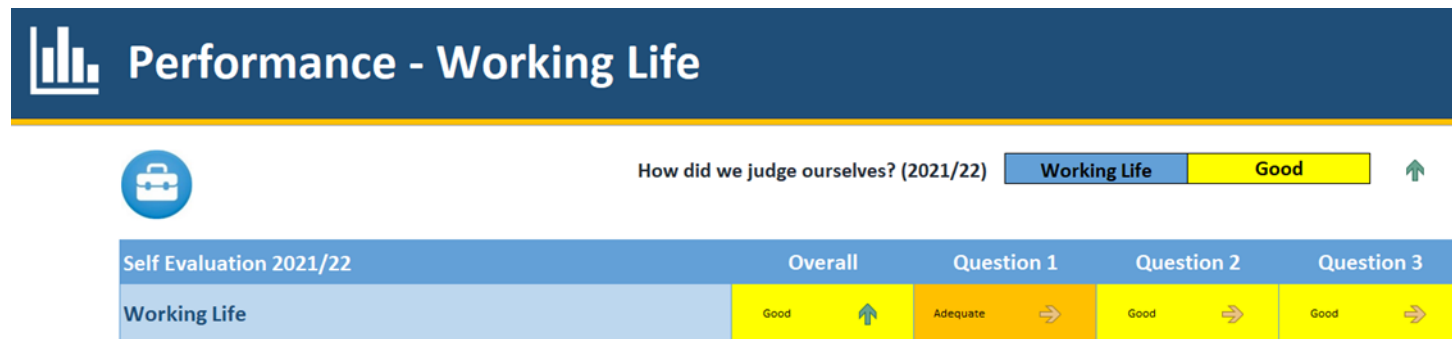 Performance - Working Life
How did we judge ourselves? (2021/22) Working Life Good
Self Evaluation 2021/22 Overall Question 1 Question 2 Question 3
Working Life Good Adequate Good Good